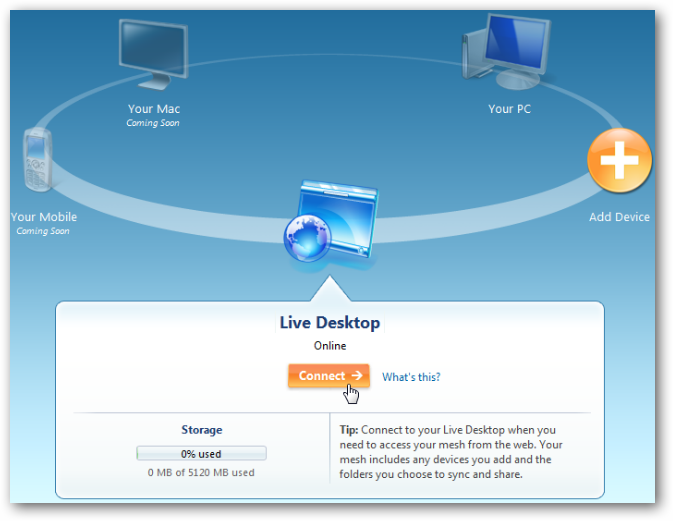 Your Mac
Coming Soon
Your PC
Your Mobile
Coming Soon
Add Device
Live Desktop
Online
Connect →
What's this?
Storage
0% used
0 MB of 5120 MB used
Tip: Connect to your Live Desktop when you
need to access your mesh from the web. Your
mesh includes any devices you add and the
folders you choose to sync and share.